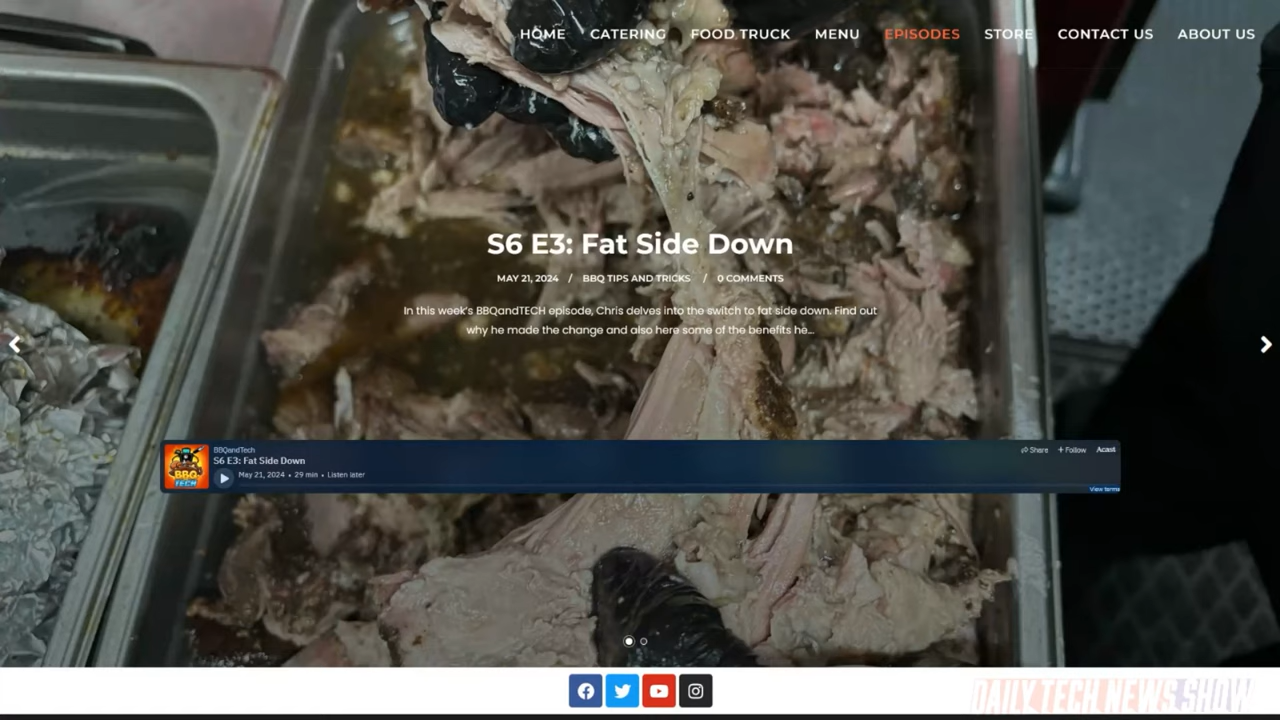 HOME CATERING FOOD TRUCK MENU EPISODES STORE CONTACT US ABOUT US
S6 E3: Fat Side Down
MAY 21, 2024 / BBQ TIPS AND TRICKS / 0 COMMENTS
In this week's BBQandTECH episode, Chris delves into the switch to fat side down. Find out
why he made the change and also here some of the benefits he...
BBQandTech
Share + Follow Acast
S6 E3: Fat Side Down
May 21, 2024 • 29 min • Listen later
BBQ
TECH
View terms
DAILY TECH NEWS SHOW